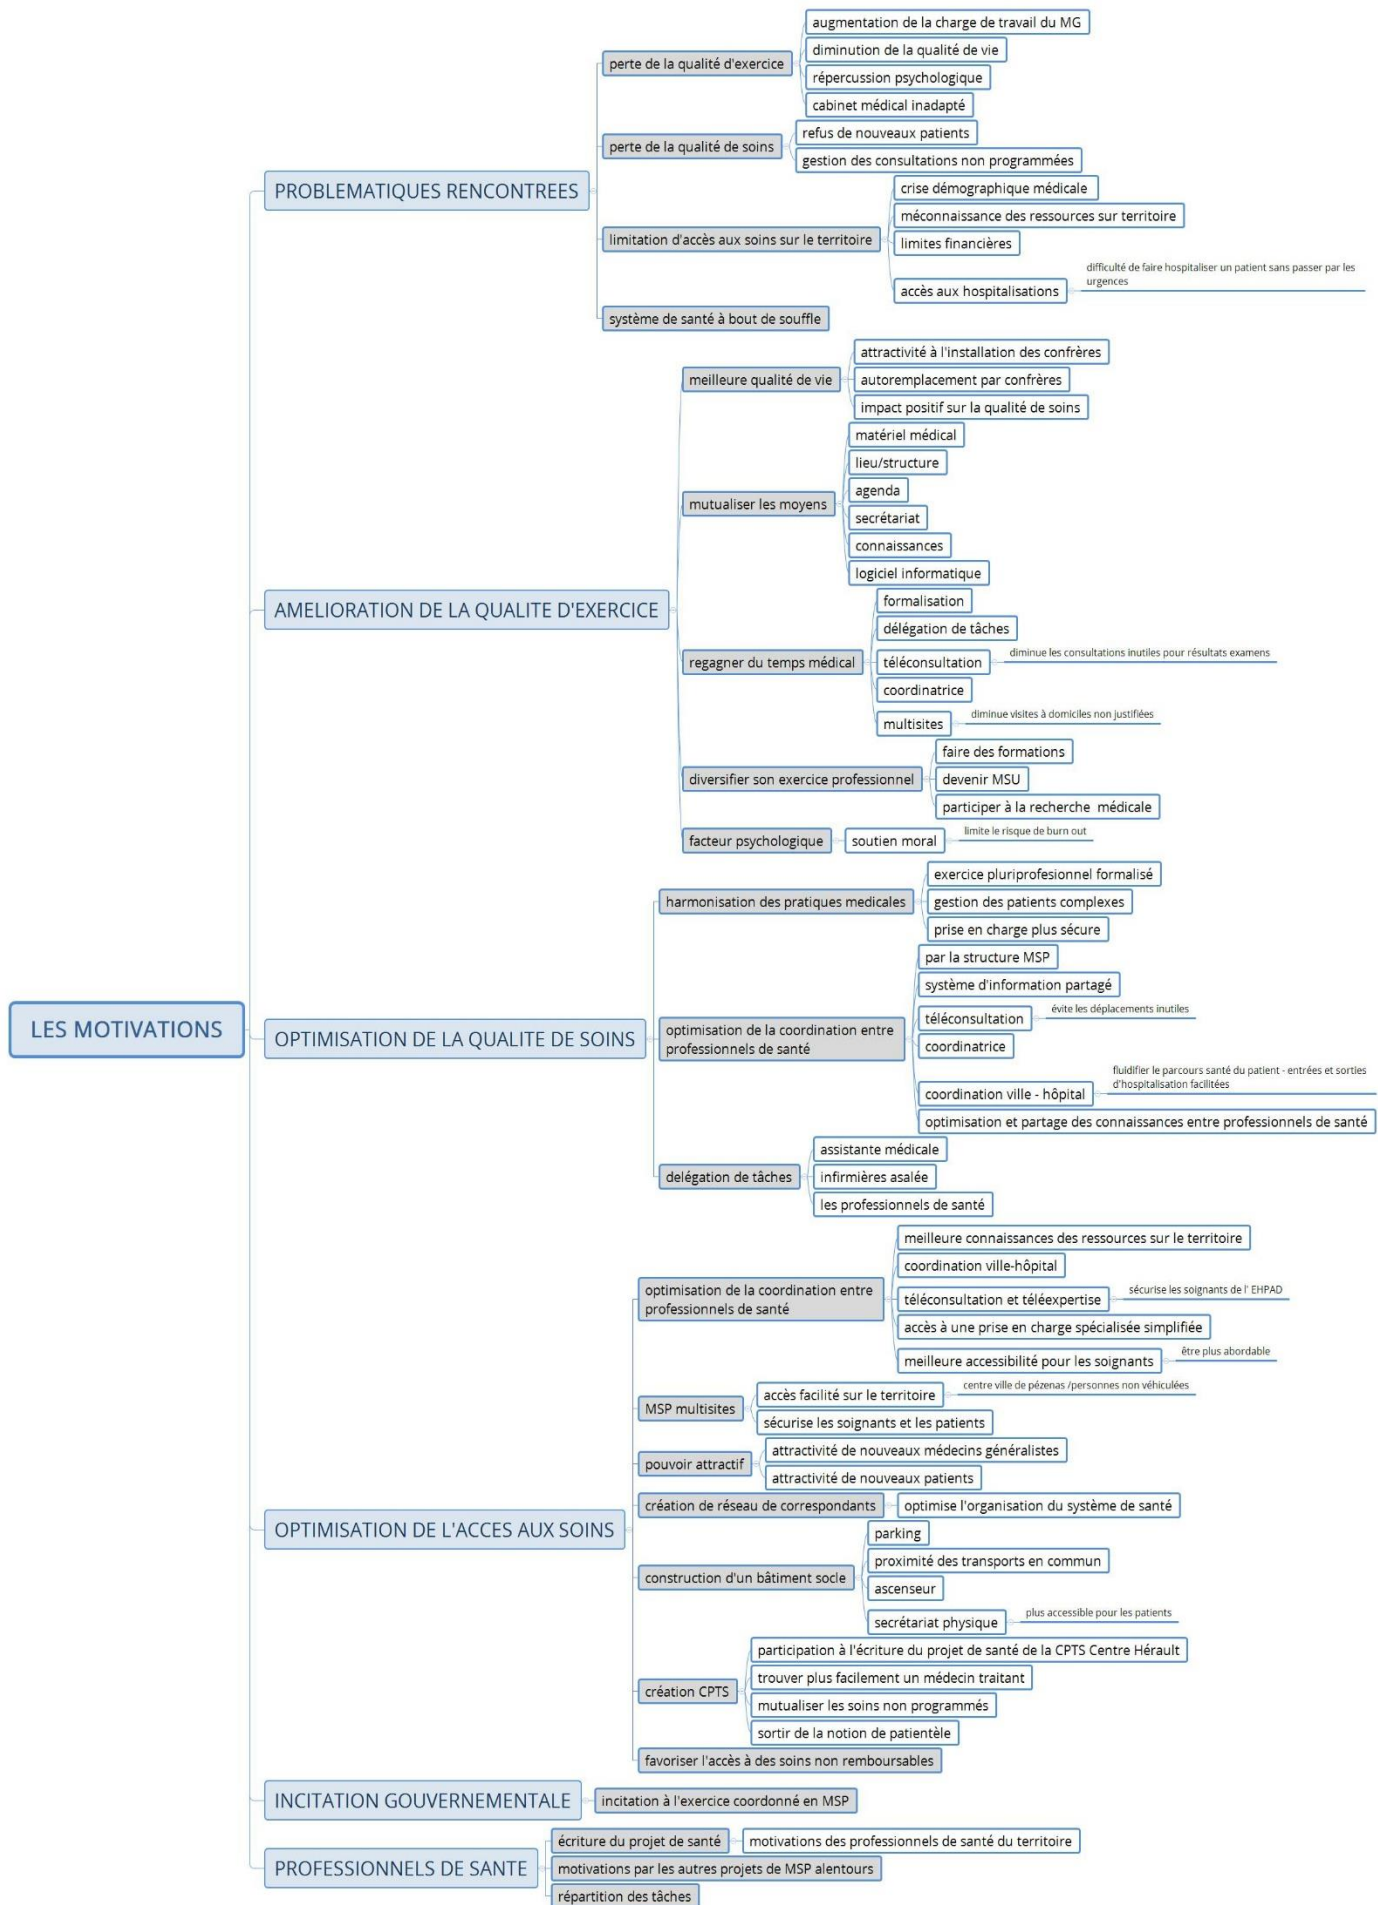 LES MOTIVATIONS
PROBLEMATIQUES RENCONTREES
perte de la qualité d'exercice
augmentation de la charge de travail du MG
diminution de la qualité de vie
répercussion psychologique
cabinet médical inadapté
perte de la qualité de soins
refus de nouveaux patients
gestion des consultations non programmées
limitation d'accès aux soins sur le territoire
crise démographique médicale
méconnaissance des ressources sur territoire
limites financières
accès aux hospitalisations
difficulté de faire hospitaliser un patient sans passer par les
urgences
système de santé à bout de souffle
AMELIORATION DE LA QUALITE D'EXERCICE
meilleure qualité de vie
attractivité à l'installation des confrères
autoremplacement par confrères
impact positif sur la qualité de soins
mutualiser les moyens
matériel médical
lieu/structure
agenda
secrétariat
connaissances
logiciel informatique
regagner du temps médical
formalisation
délégation de tâches
téléconsultation
diminue les consultations inutiles pour résultats examens
coordinatrice
multisites
diminue visites à domiciles non justifiées
diversifier son exercice professionnel
faire des formations
devenir MSU
participer à la recherche médicale
facteur psychologique
soutien moral
limite le risque de burn out
OPTIMISATION DE LA QUALITE DE SOINS
harmonisation des pratiques medicales
exercice pluriprofesionnel formalisé
gestion des patients complexes
prise en charge plus sécure
optimisation de la coordination entre
professionnels de santé
par la structure MSP
système d'information partagé
téléconsultation
évite les déplacements inutiles
coordinatrice
coordination ville - hôpital
fluidifier le parcours santé du patient - entrées et sorties
d'hospitalisation facilitées
optimisation et partage des connaissances entre professionnels de santé
delégation de tâches
assistante médicale
infirmières asalée
les professionnels de santé
OPTIMISATION DE L'ACCES AUX SOINS
optimisation de la coordination entre
professionnels de santé
meilleure connaissances des ressources sur le territoire
coordination ville-hôpital
téléconsultation et téléexpertise
sécurise les soignants de l' EHPAD
accès à une prise en charge spécialisée simplifiée
meilleure accessibilité pour les soignants
être plus abordable
MSP multisites
accès facilité sur le territoire
centre ville de pézenas /personnes non véhiculées
sécurise les soignants et les patients
pouvoir attractif
attractivité de nouveaux médecins généralistes
attractivité de nouveaux patients
création de réseau de correspondants
optimise l'organisation du système de santé
construction d'un bâtiment socle
parking
proximité des transports en commun
ascenseur
secrétariat physique
plus accessible pour les patients
création CPTS
participation à l'écriture du projet de santé de la CPTS Centre Hérault
trouver plus facilement un médecin traitant
mutualiser les soins non programmés
sortir de la notion de patientèle
favoriser l'accès à des soins non remboursables
INCITATION GOUVERNEMENTALE
incitation à l'exercice coordonné en MSP
PROFESSIONNELS DE SANTE
écriture du projet de santé
motivations des professionnels de santé du territoire
motivations par les autres projets de MSP alentours
répartition des tâches